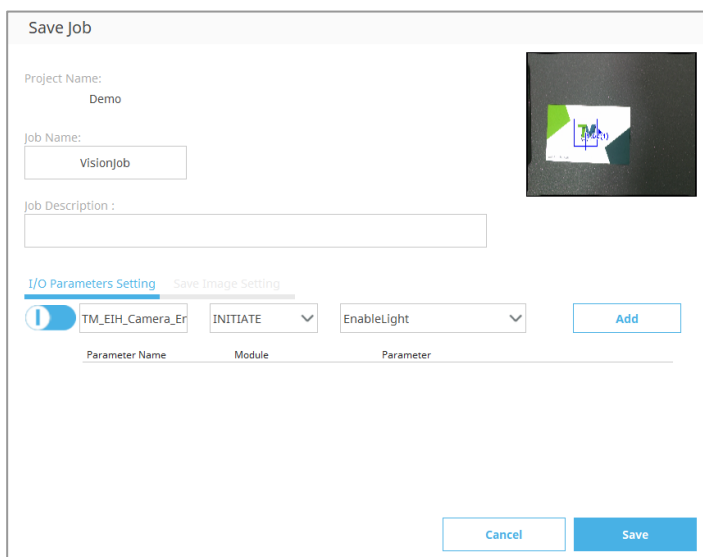 Save Job
Project Name:
Demo
Job Name:
VisionJob
Job Description :
I/O Parameters Setting Save Image Setting
TM_EIH_Camera_Er INITIATE EnableLight Add
Parameter Name Module Parameter
Cancel Save